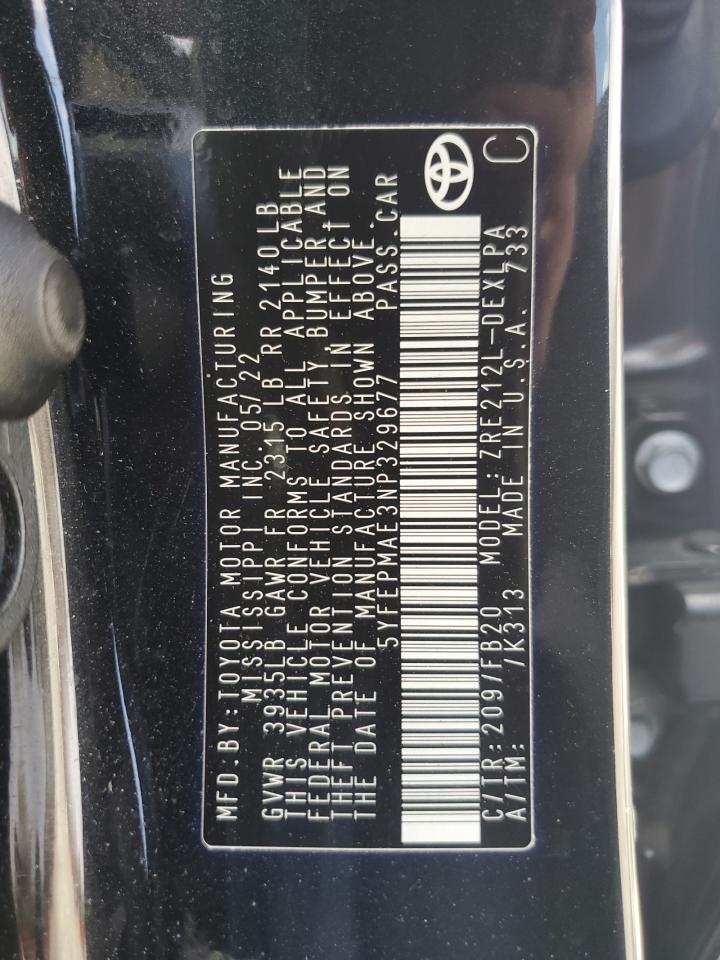 MFD.BY:TOYOTA MOTOR MANUFACTURING
MISSISSIPPI INC.05/22
GVWR 3935LB GAWR FR 2315 LB RR 2140LB
THIS VEHICLE CONFORMS TO ALL APPLICABLE
FEDERAL MOTOR VEHICLE SAFETY, BUMPER AND
THEFT PREVENTION STANDARDS IN EFFECT ON
THE DATE OF MANUFACTURE SHOWN ABOVE.
5YFEPMAE3NP329677 PASS.CAR
C/TR:209/FB20 MODEL:ZRE212L-DEXLPA
A/TM: /K313 MADE IN U.S.A. 733
C